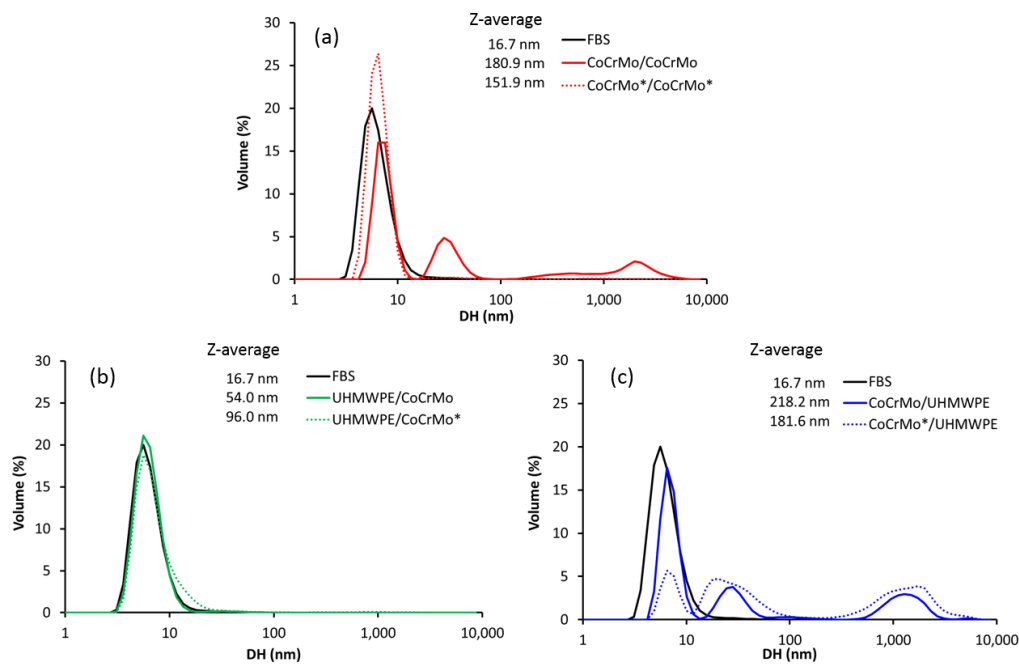 (a)
Z-average
16.7 nm FBS
180.9 nm CoCrMo/CoCrMo
151.9 nm CoCrMo*/CoCrMo*
Volume (%)
30
25
20
15
10
5
0
1 10 100 1,000 10,000
DH (nm)
(b)
Z-average
16.7 nm FBS
54.0 nm UHMWPE/CoCrMo
96.0 nm UHMWPE/CoCrMo*
Volume (%)
30
25
20
15
10
5
0
1 10 100 1,000 10,000
DH (nm)
(c)
Z-average
16.7 nm FBS
218.2 nm CoCrMo/UHMWPE
181.6 nm CoCrMo*/UHMWPE
Volume (%)
30
25
20
15
10
5
0
1 10 100 1,000 10,000
DH (nm)